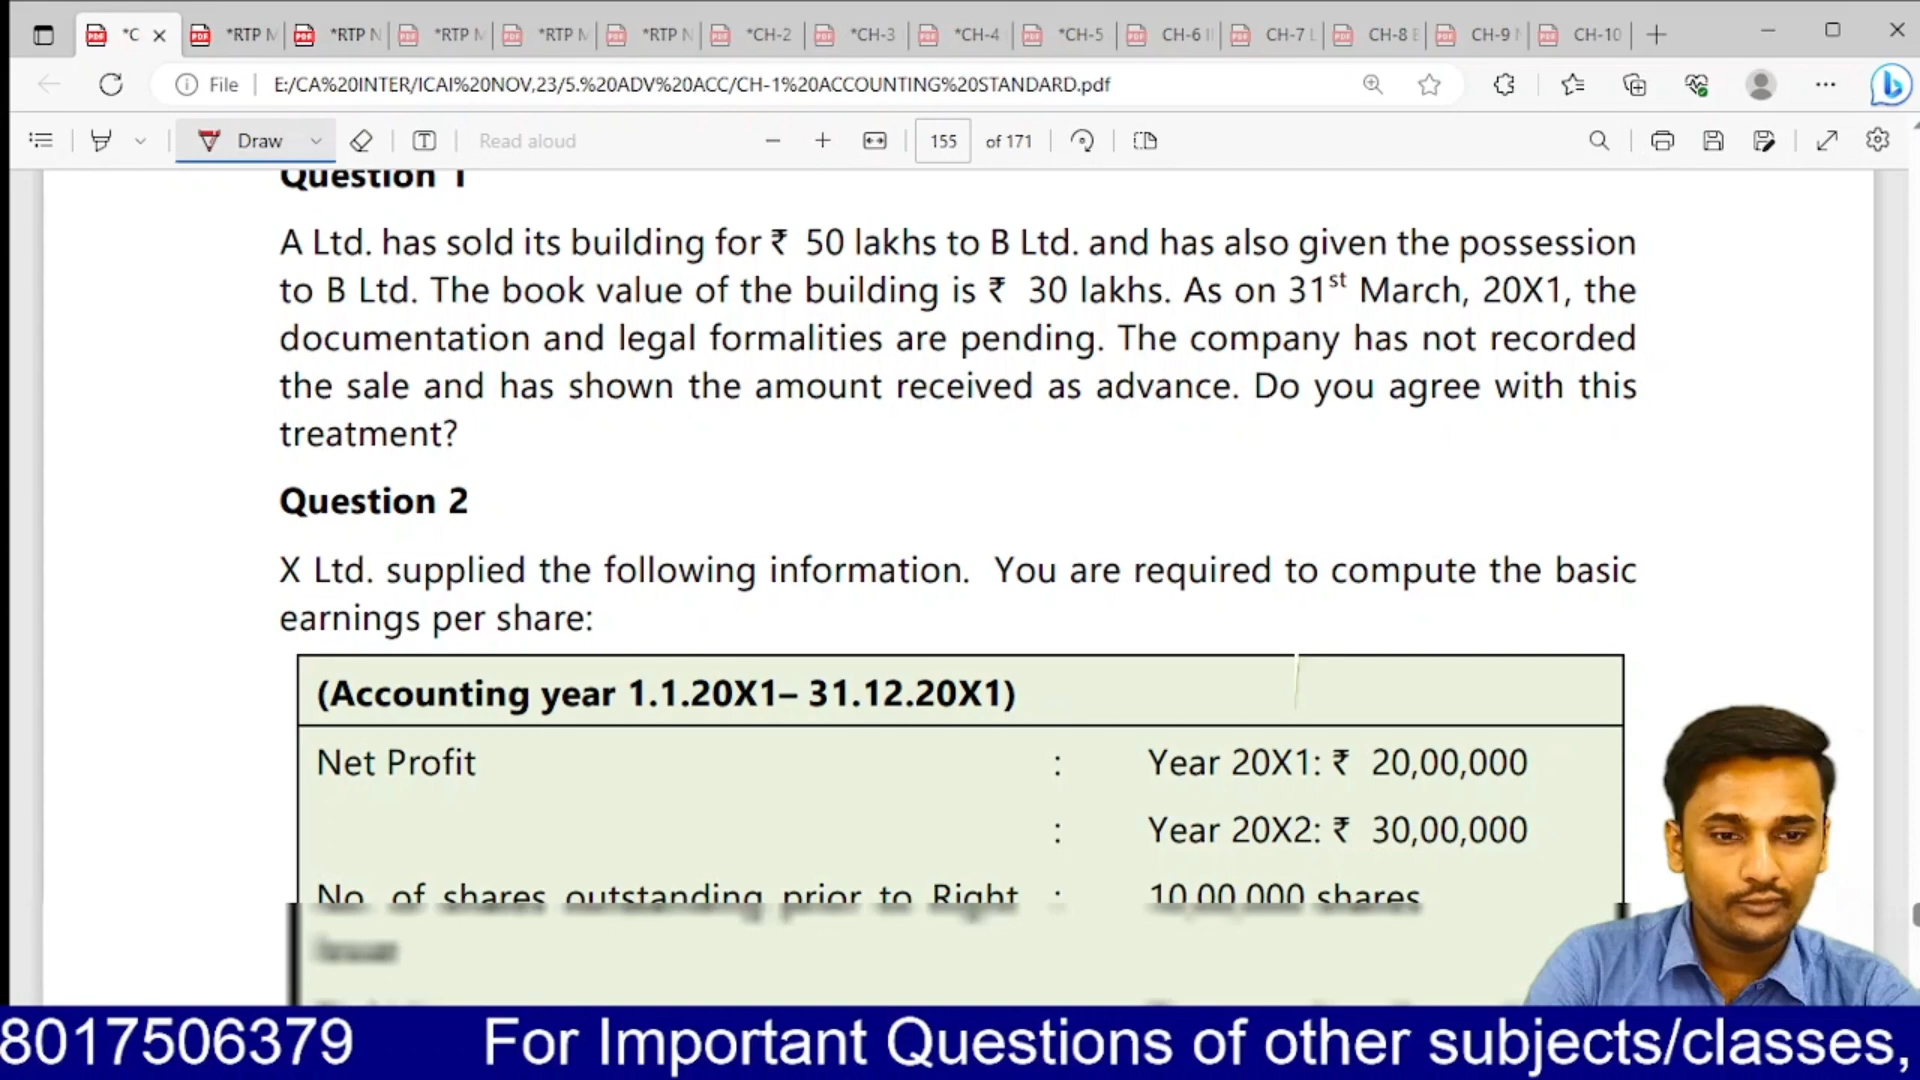 *C
*RTP M
*RTP N
*RTP M
*RTP M
*RTP N
*CH-2
*CH-3
*CH-4
*CH-5
CH-6 I
CH-7 L
CH-8 E
CH-9 N
CH-10
File
E:/CA%20INTER/ICAI%20NOV,23/5.%20ADV%20ACC/CH-1%20ACCOUNTING%20STANDARD.pdf
Draw
Read aloud
155
of 171
Question 1
A Ltd. has sold its building for ₹ 50 lakhs to B Ltd. and has also given the possession
to B Ltd. The book value of the building is ₹ 30 lakhs. As on 31st March, 20X1, the
documentation and legal formalities are pending. The company has not recorded
the sale and has shown the amount received as advance. Do you agree with this
treatment?
Question 2
X Ltd. supplied the following information. You are required to compute the basic
earnings per share:
(Accounting year 1.1.20X1– 31.12.20X1)
Net Profit : Year 20X1: ₹ 20,00,000
: Year 20X2: ₹ 30,00,000
No. of shares outstanding prior to Right : 10,00,000 shares
8017506379 For Important Questions of other subjects/classes,